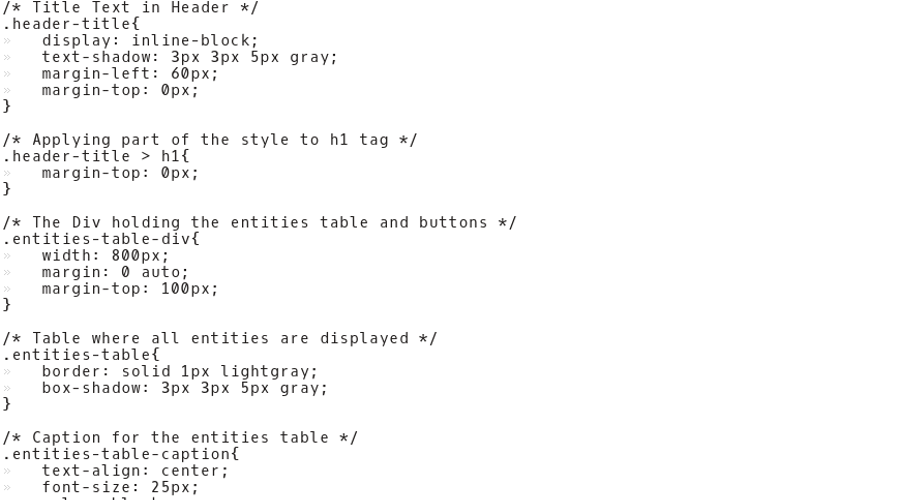 /* Title Text in Header */
.header-title{
»   display: inline-block;
»   text-shadow: 3px 3px 5px gray;
»   margin-left: 60px;
»   margin-top: 0px;
}

/* Applying part of the style to h1 tag */
.header-title > h1{
»   margin-top: 0px;
}

/* The Div holding the entities table and buttons */
.entities-table-div{
»   width: 800px;
»   margin: 0 auto;
»   margin-top: 100px;
}

/* Table where all entities are displayed */
.entities-table{
»   border: solid 1px lightgray;
»   box-shadow: 3px 3px 5px gray;
}

/* Caption for the entities table */
.entities-table-caption{
»   text-align: center;
»   font-size: 25px;